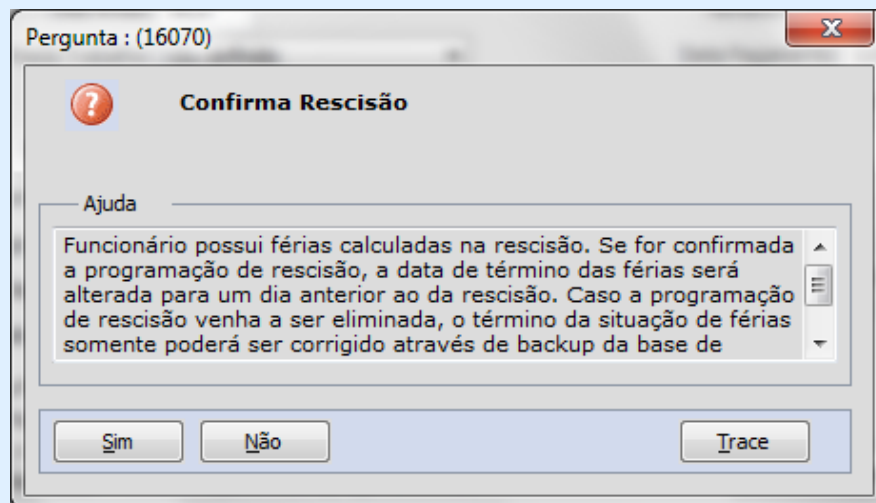 Pergunta : (16070)
Confirma Rescisão
Ajuda
Funcionário possui férias calculadas na rescisão. Se for confirmada
a programação de rescisão, a data de término das férias será
alterada para um dia anterior ao da rescisão. Caso a programação
de rescisão venha a ser eliminada, o término da situação de férias
somente poderá ser corrigido através de backup da base de
Sim
Não
Trace